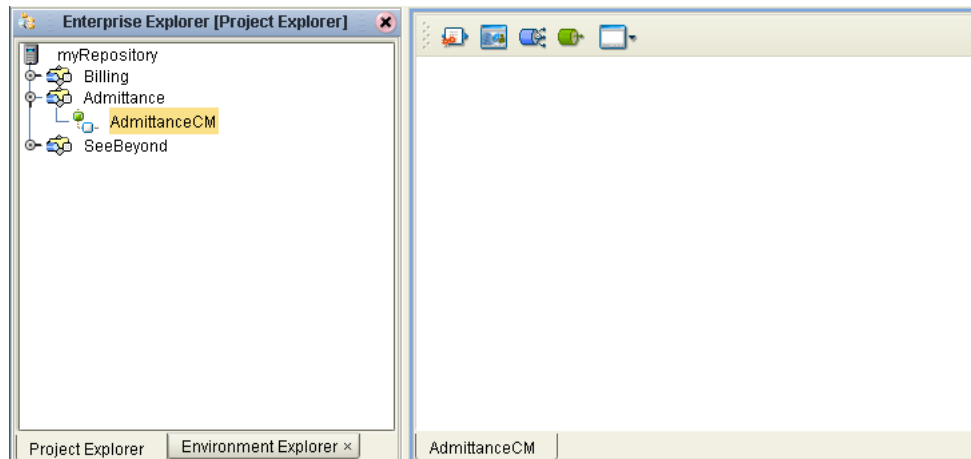 Enterprise Explorer [Project Explorer]
myRepository
Billing
Admittance
AdmittanceCM
SeeBeyond
Project Explorer
Environment Explorer ×
AdmittanceCM